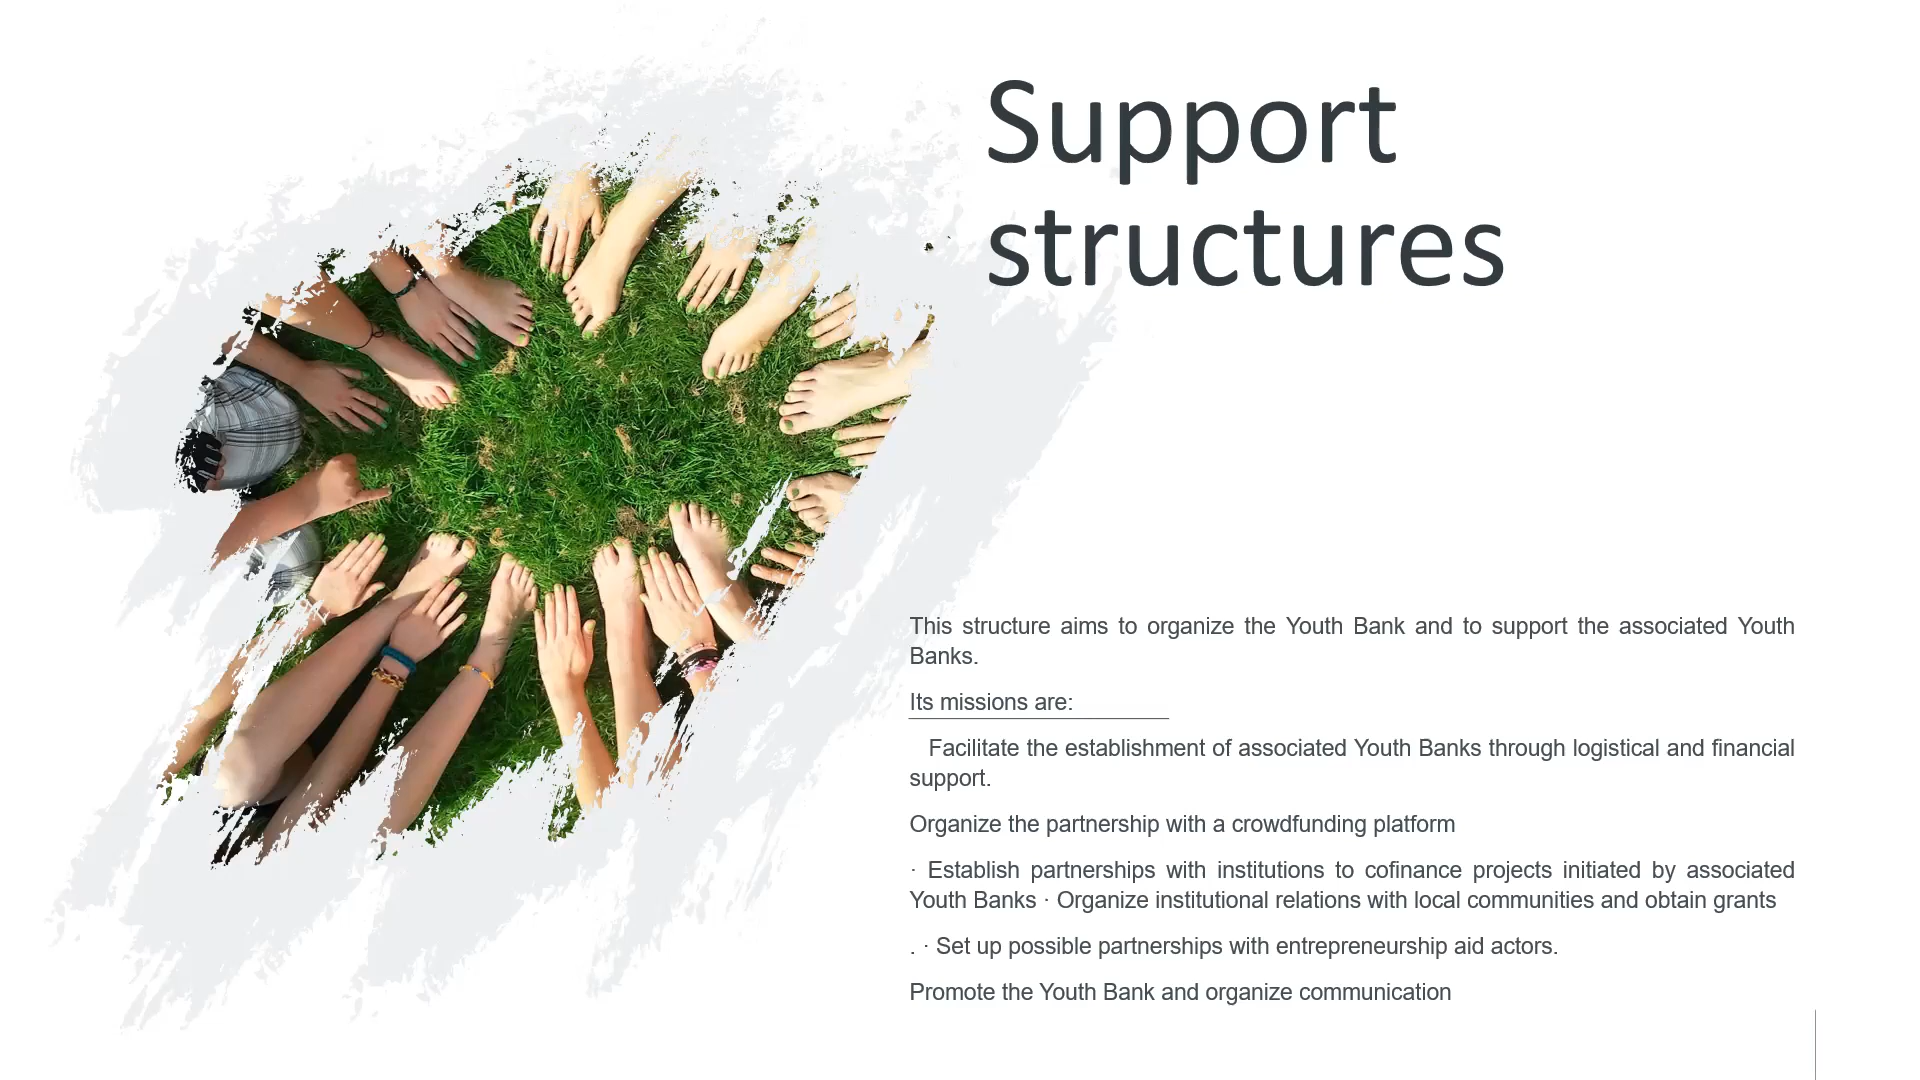 Support
structures
This structure aims to organize the Youth Bank and to support the associated Youth
Banks.
Its missions are:
Facilitate the establishment of associated Youth Banks through logistical and financial
support.
Organize the partnership with a crowdfunding platform
· Establish partnerships with institutions to cofinance projects initiated by associated
Youth Banks · Organize institutional relations with local communities and obtain grants
. · Set up possible partnerships with entrepreneurship aid actors.
Promote the Youth Bank and organize communication